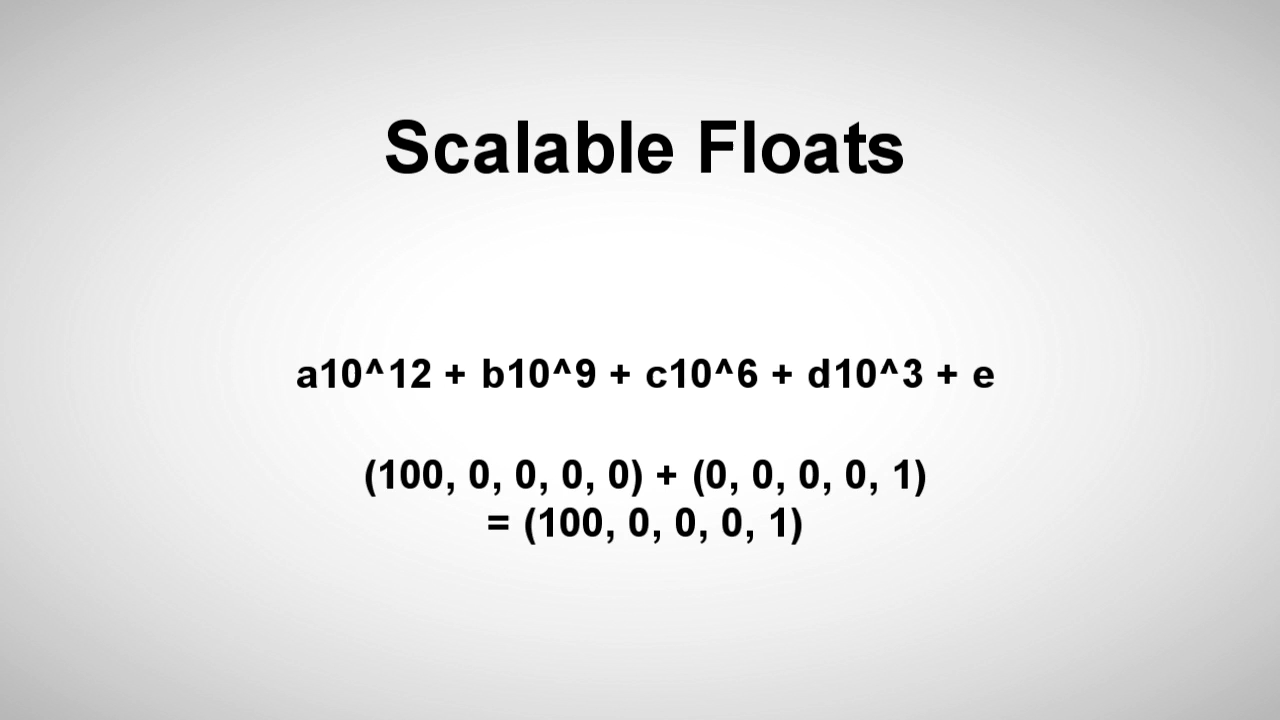 Scalable Floats
a10^12 + b10^9 + c10^6 + d10^3 + e
(100, 0, 0, 0, 0) + (0, 0, 0, 0, 1)
= (100, 0, 0, 0, 1)